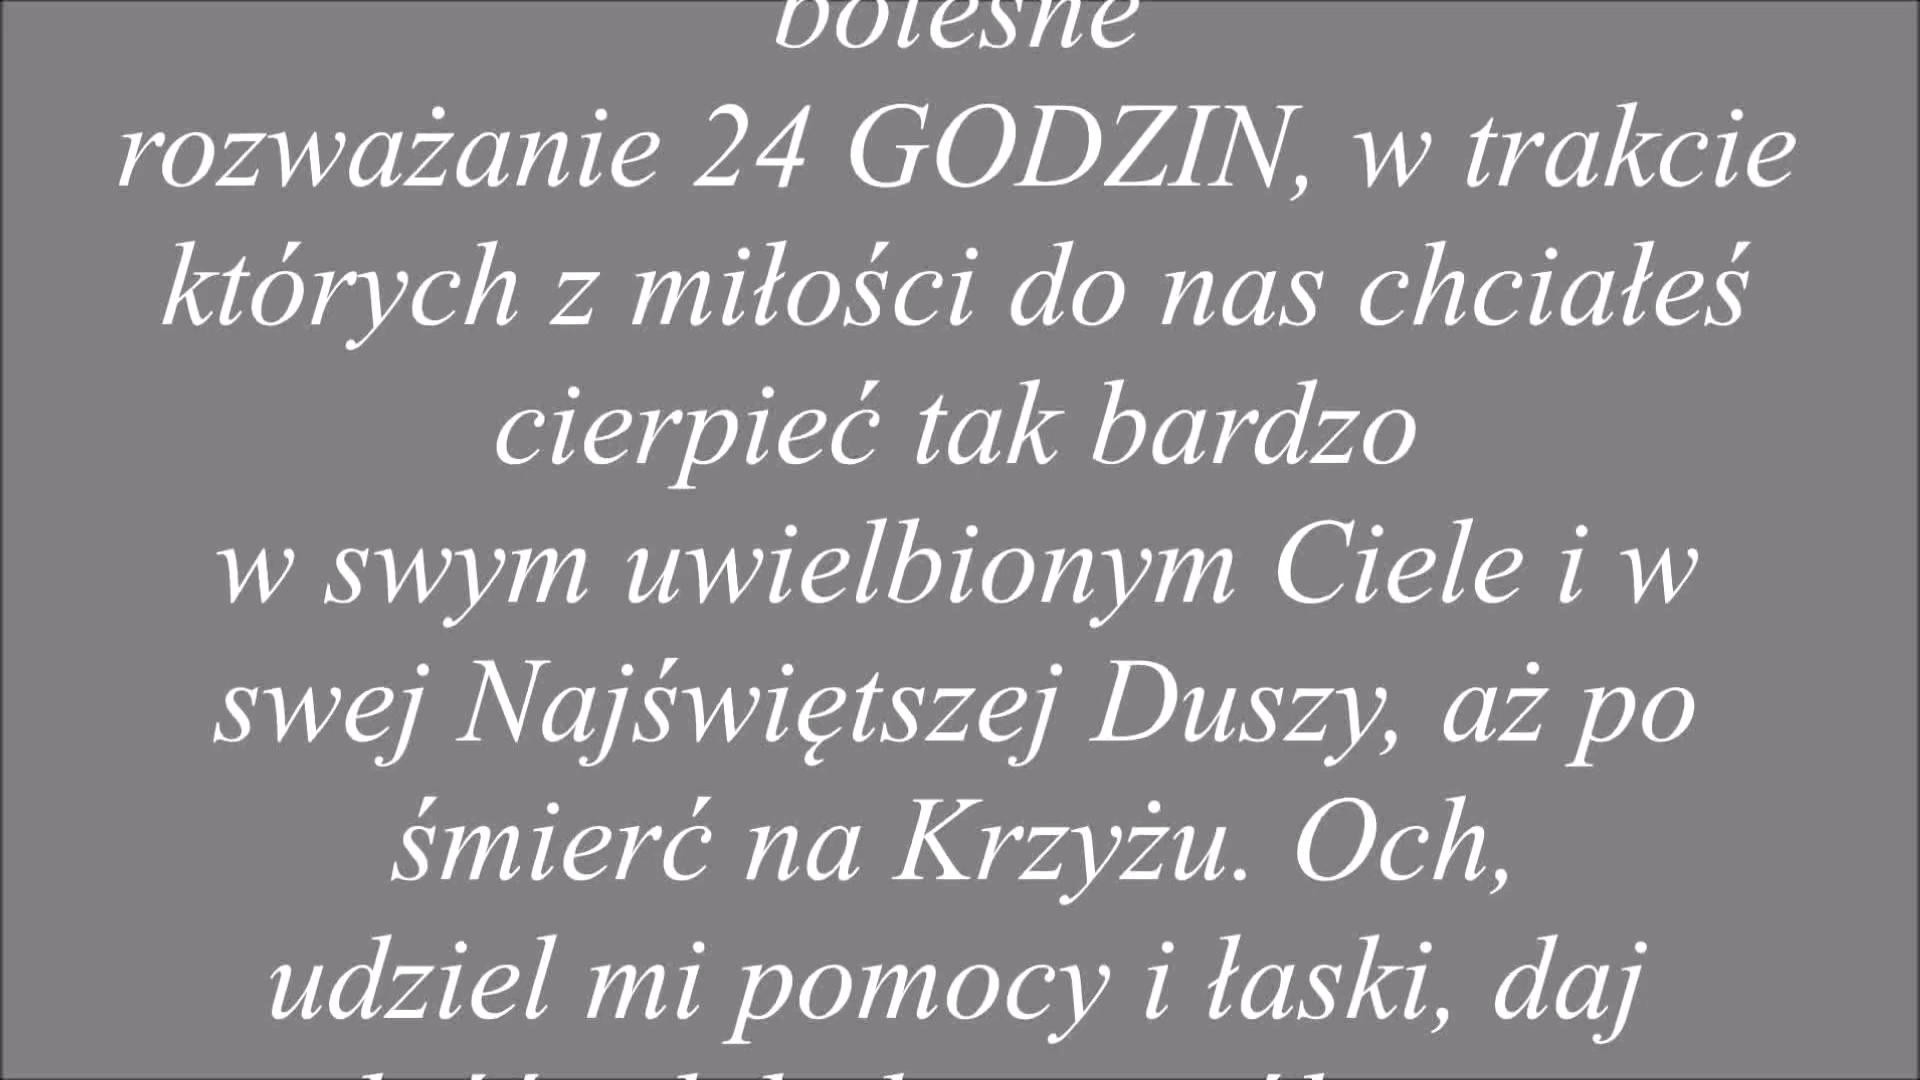 bolesne
rozważanie 24 GODZIN, w trakcie
których z miłości do nas chciałeś
cierpieć tak bardzo
w swym uwielbionym Ciele i w
swej Najświętszej Duszy, aż po
śmierć na Krzyżu. Och,
udziel mi pomocy i łaski, daj